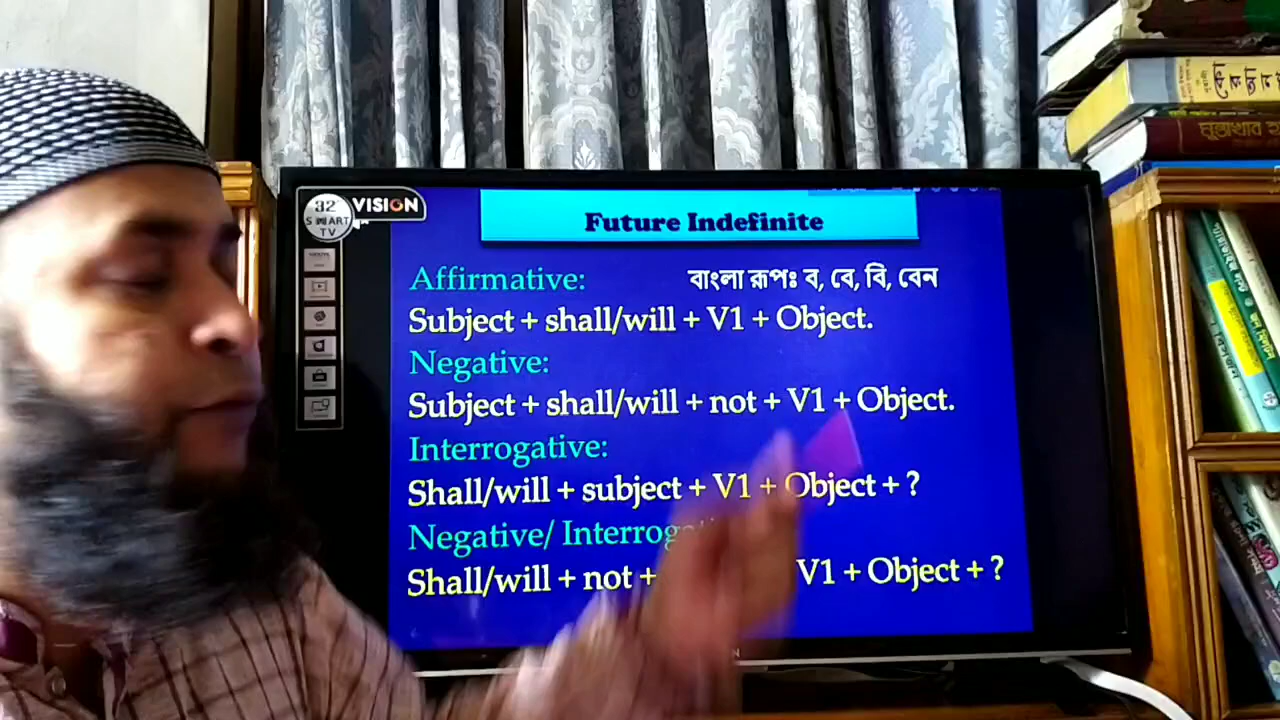 32"
SMART
TV
VISION
Future Indefinite
Affirmative: বাংলা রূপঃ ব, বে, বি, বেন
Subject + shall/will + V1 + Object.
Negative:
Subject + shall/will + not + V1 + Object.
Interrogative:
Shall/will + subject + V1 + Object + ?
Negative/
Shall/will + not + V1 + Object + ?
কোরআন